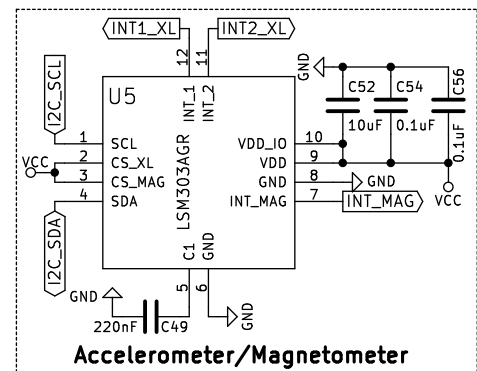 INT1_XL INT2_XL
12 11
GND
I2C_SCL
U5
INT_1 INT_2
C52 C54 C56
10uF 0.1uF 0.1uF
1 SCL VDD_IO 10
VCC 2 CS_XL VDD 9
3 CS_MAG GND 8 GND VCC
4 SDA INT_MAG 7 INT_MAG
LSM303AGR
I2C_SDA
C1 GND
5 6
GND GND
220nF C49
Accelerometer/Magnetometer